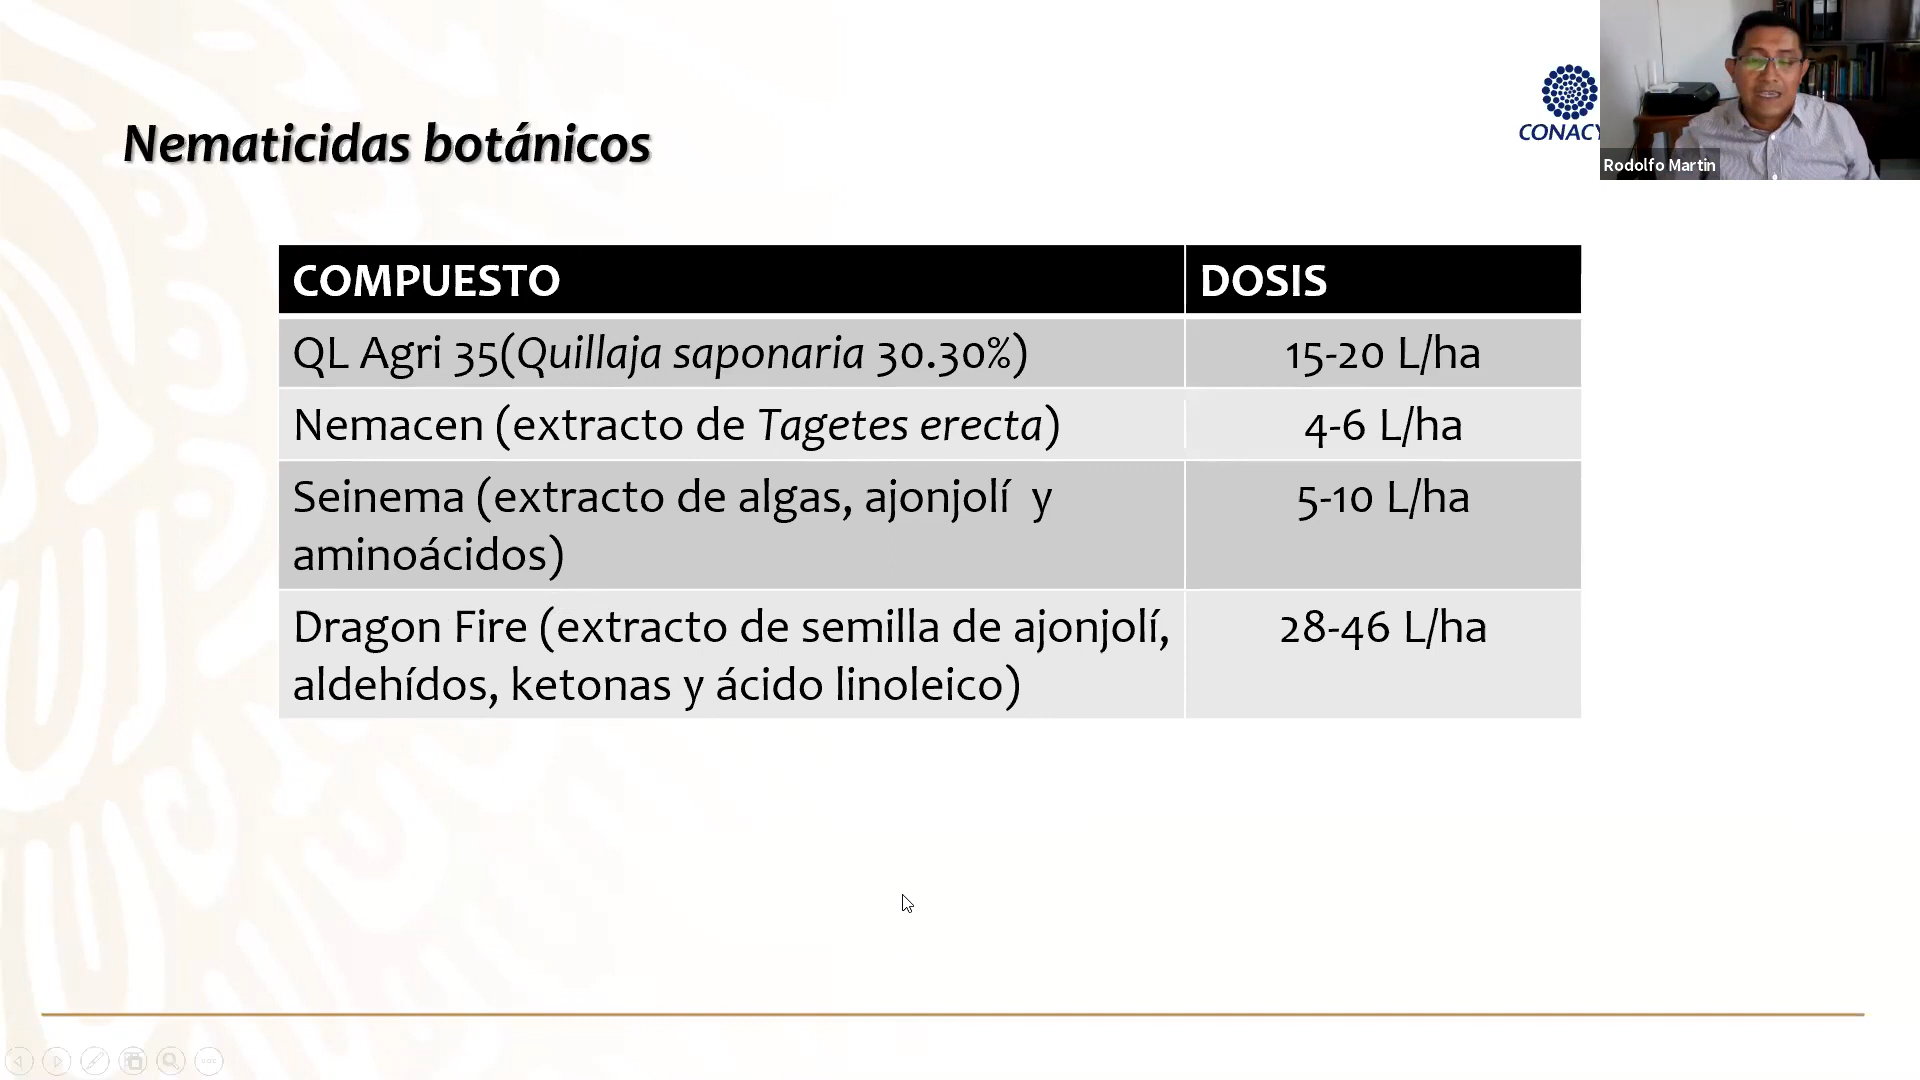 Nematicidas botánicos
CONACY
Rodolfo Martin
COMPUESTO DOSIS
QL Agri 35(Quillaja saponaria 30.30%) 15-20 L/ha
Nemacen (extracto de Tagetes erecta) 4-6 L/ha
Seinema (extracto de algas, ajonjolí y 5-10 L/ha
aminoácidos)
Dragon Fire (extracto de semilla de ajonjolí, 28-46 L/ha
aldehídos, ketonas y ácido linoleico)